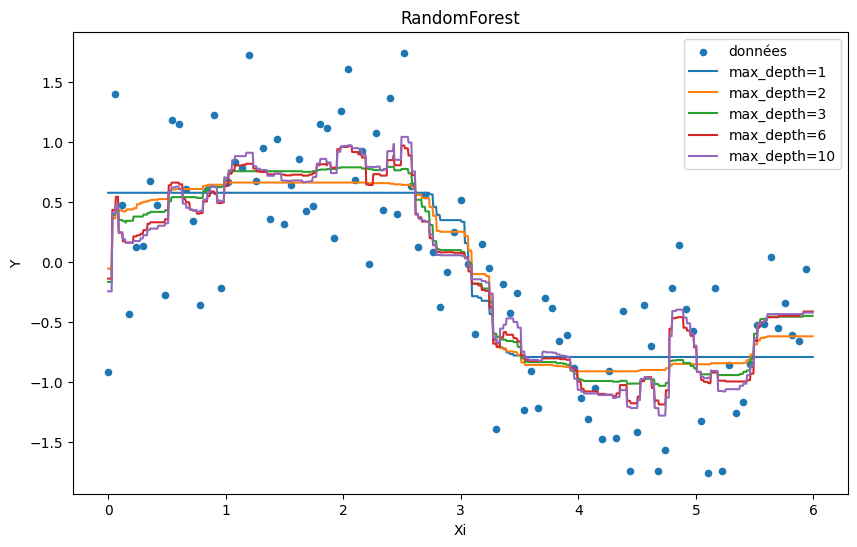 RandomForest
données
max_depth=1
max_depth=2
max_depth=3
max_depth=6
max_depth=10
1.5
1.0
0.5
0.0
−0.5
−1.0
−1.5
Y
0 1 2 3 4 5 6
Xi